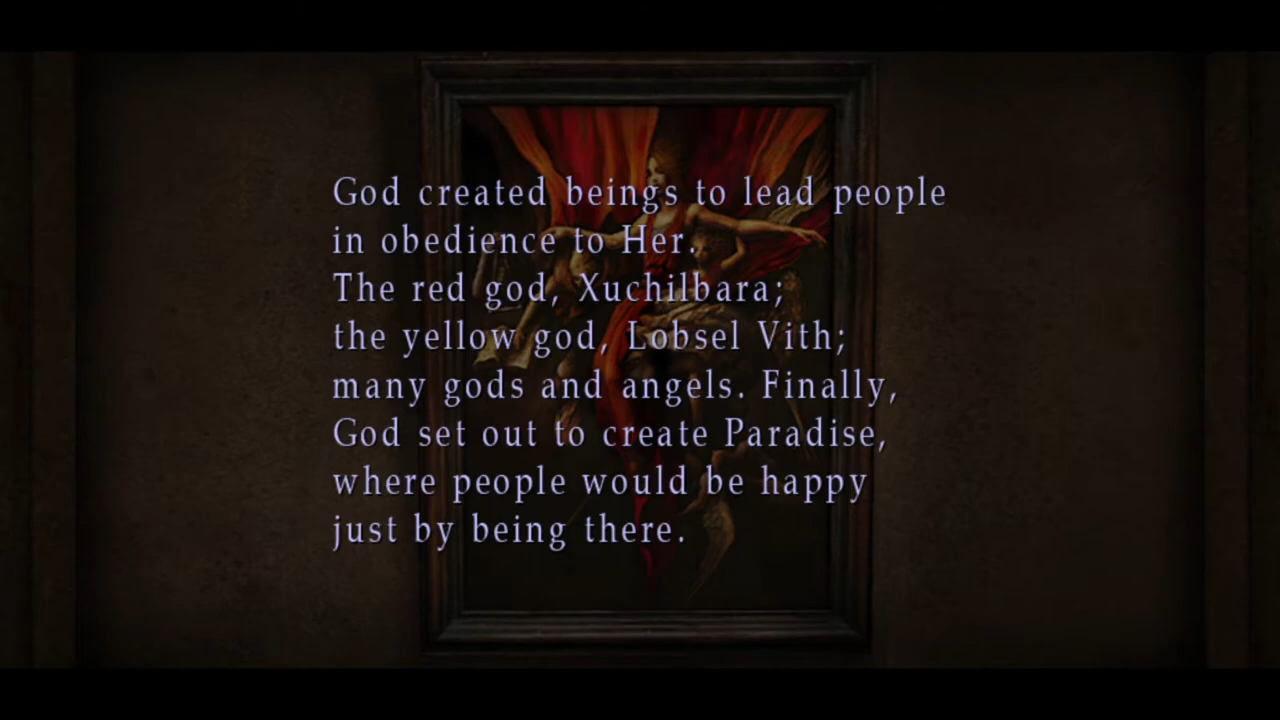 God created beings to lead people
in obedience to Her.
The red god, Xuchilbara;
the yellow god, Lobsel Vith;
many gods and angels. Finally,
God set out to create Paradise,
where people would be happy
just by being there.